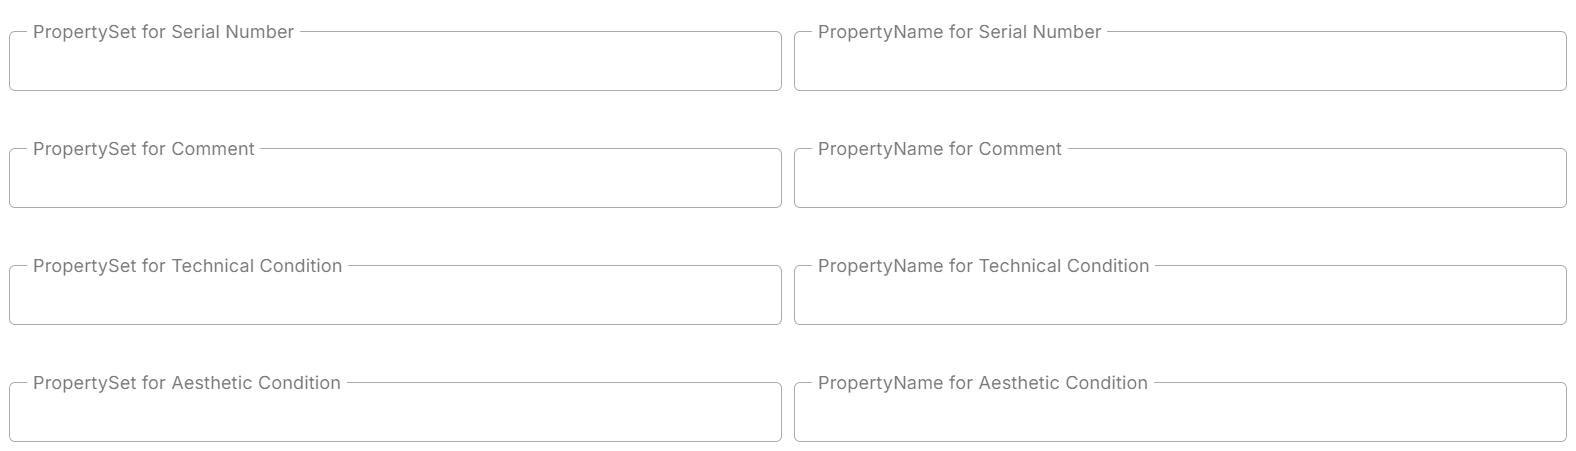 PropertySet for Serial Number
PropertyName for Serial Number
PropertySet for Comment
PropertyName for Comment
PropertySet for Technical Condition
PropertyName for Technical Condition
PropertySet for Aesthetic Condition
PropertyName for Aesthetic Condition